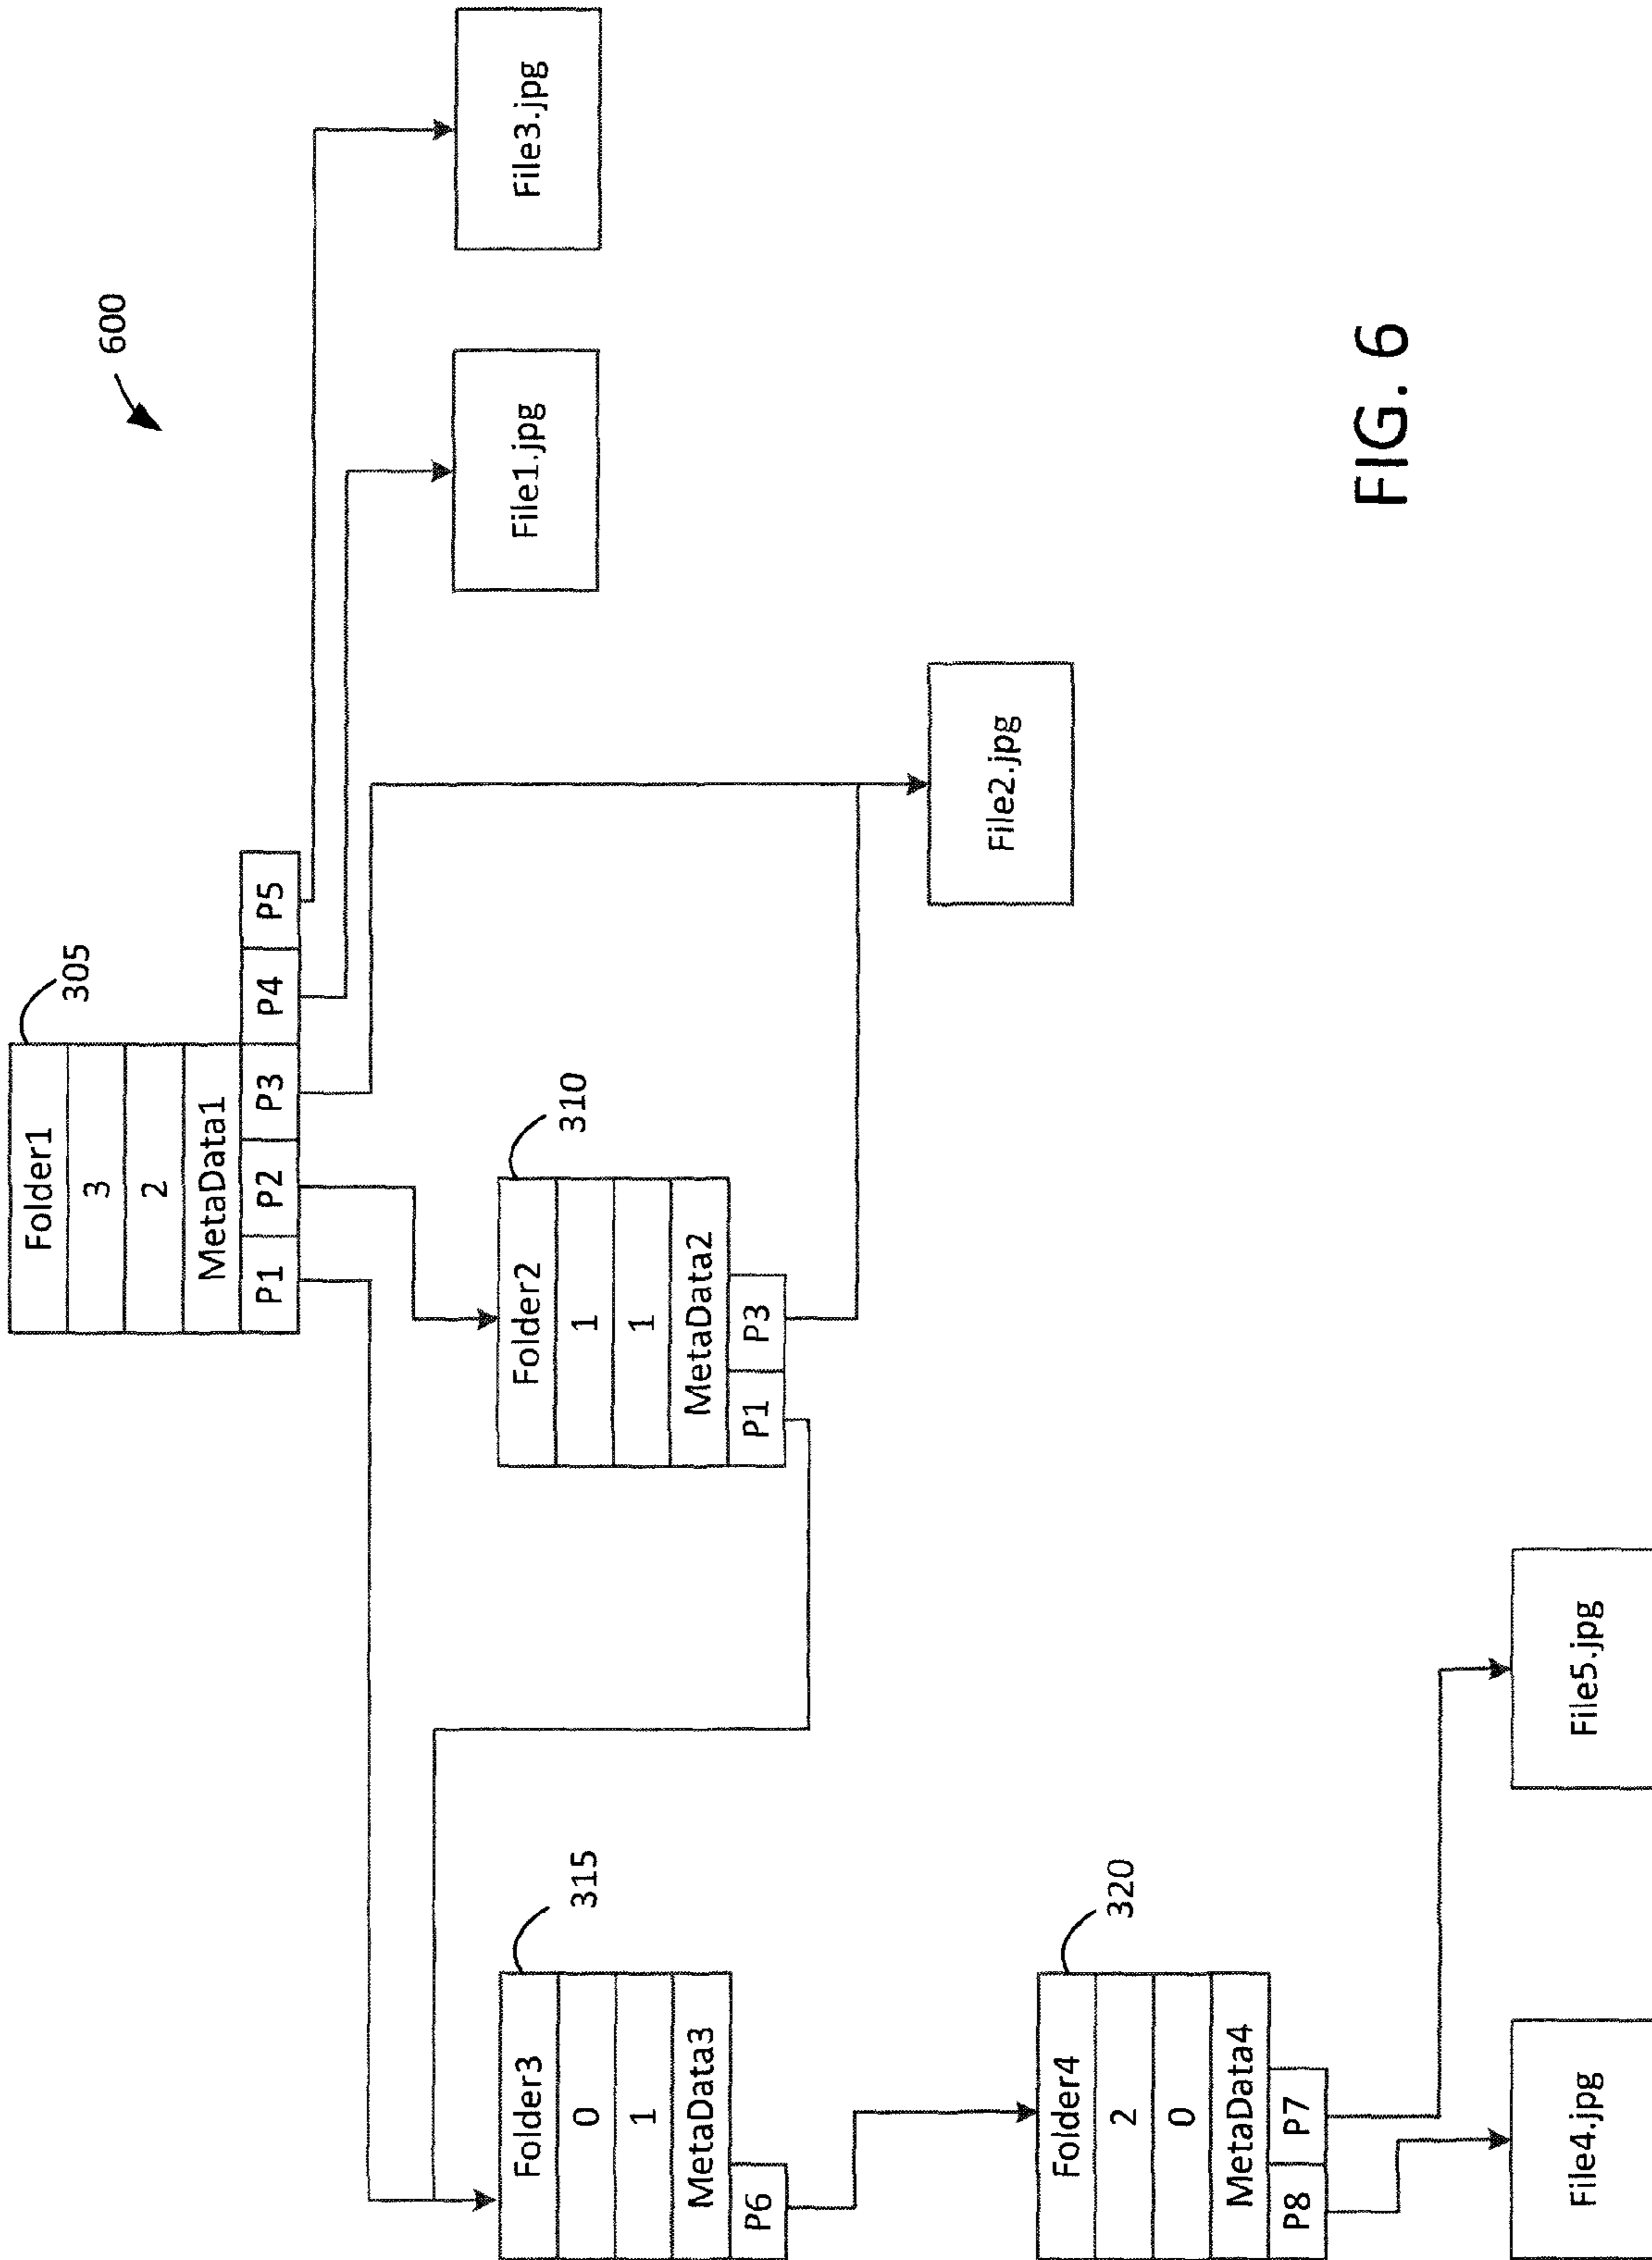 600
305
Folder1
3
2
MetaData1
P1 P2 P3 P4 P5
315
310
Folder3
0
1
MetaData3
P6
Folder2
1
1
MetaData2
P1 P3
File1.jpg
File3.jpg
File2.jpg
320
Folder4
2
0
MetaData4
P8 P7
File4.jpg
File5.jpg
FIG. 6